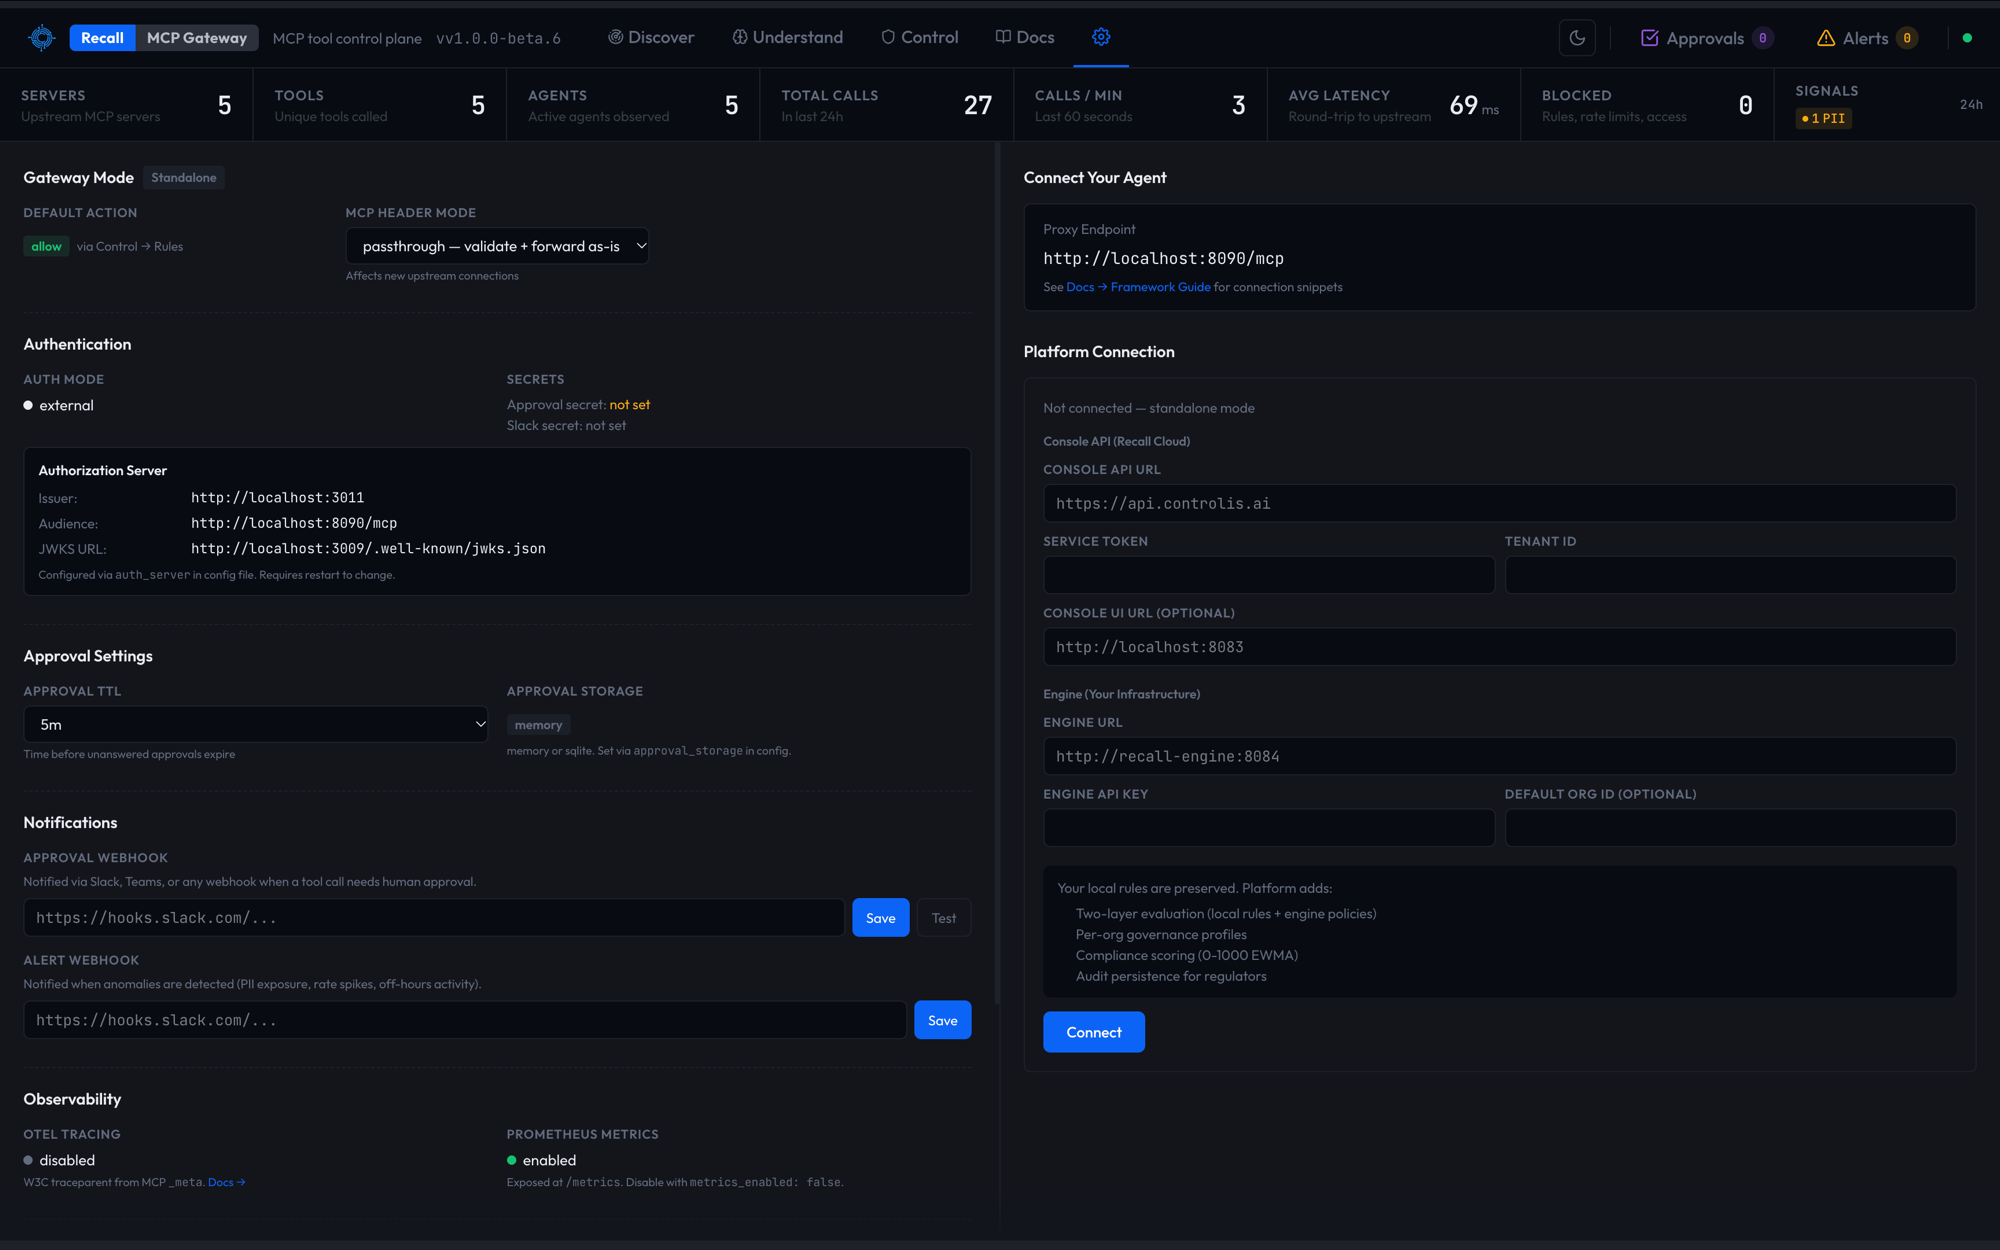 Recall MCP Gateway MCP tool control plane vv1.0.0-beta.6 Discover Understand Control Docs Approvals 0 Alerts 0
SERVERS
Upstream MCP servers
5
TOOLS
Unique tools called
5
AGENTS
Active agents observed
5
TOTAL CALLS
In last 24h
27
CALLS / MIN
Last 60 seconds
3
AVG LATENCY
Round-trip to upstream
69 ms
BLOCKED
Rules, rate limits, access
0
SIGNALS
1 PII
24h
Gateway Mode Standalone
DEFAULT ACTION
allow via Control → Rules
MCP HEADER MODE
passthrough — validate + forward as-is
Affects new upstream connections
Authentication
AUTH MODE
external
SECRETS
Approval secret: not set
Slack secret: not set
Authorization Server
Issuer: http://localhost:3011
Audience: http://localhost:8090/mcp
JWKS URL: http://localhost:3009/.well-known/jwks.json
Configured via auth_server in config file. Requires restart to change.
Approval Settings
APPROVAL TTL
5m
Time before unanswered approvals expire
APPROVAL STORAGE
memory
memory or sqlite. Set via approval_storage in config.
Notifications
APPROVAL WEBHOOK
Notified via Slack, Teams, or any webhook when a tool call needs human approval.
https://hooks.slack.com/... Save Test
ALERT WEBHOOK
Notified when anomalies are detected (PII exposure, rate spikes, off-hours activity).
https://hooks.slack.com/... Save
Observability
OTEL TRACING
disabled
W3C traceparent from MCP _meta. Docs →
PROMETHEUS METRICS
enabled
Exposed at /metrics. Disable with metrics_enabled: false.
Connect Your Agent
Proxy Endpoint
http://localhost:8090/mcp
See Docs → Framework Guide for connection snippets
Platform Connection
Not connected — standalone mode
Console API (Recall Cloud)
CONSOLE API URL
https://api.controlis.ai
SERVICE TOKEN TENANT ID
CONSOLE UI URL (OPTIONAL)
http://localhost:8083
Engine (Your Infrastructure)
ENGINE URL
http://recall-engine:8084
ENGINE API KEY DEFAULT ORG ID (OPTIONAL)
Your local rules are preserved. Platform adds:
Two-layer evaluation (local rules + engine policies)
Per-org governance profiles
Compliance scoring (0-1000 EWMA)
Audit persistence for regulators
Connect